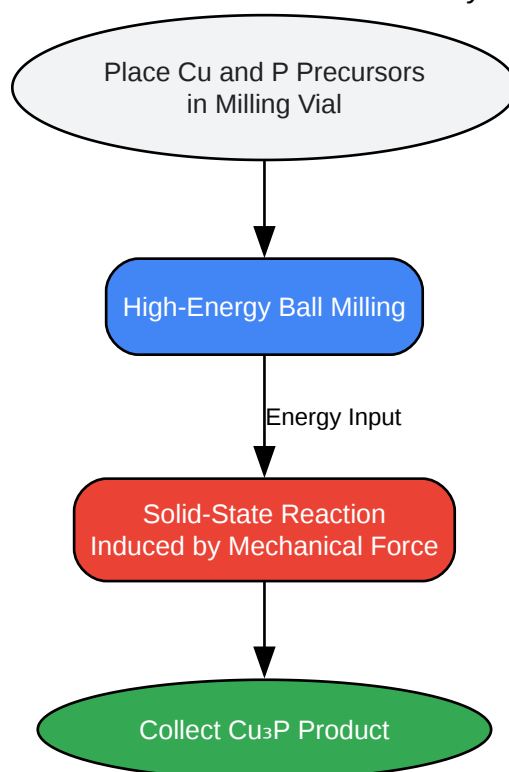 Place Cu and P Precursors
in Milling Vial
High-Energy Ball Milling
Energy Input
Solid-State Reaction
Induced by Mechanical Force
Collect Cu₃P Product